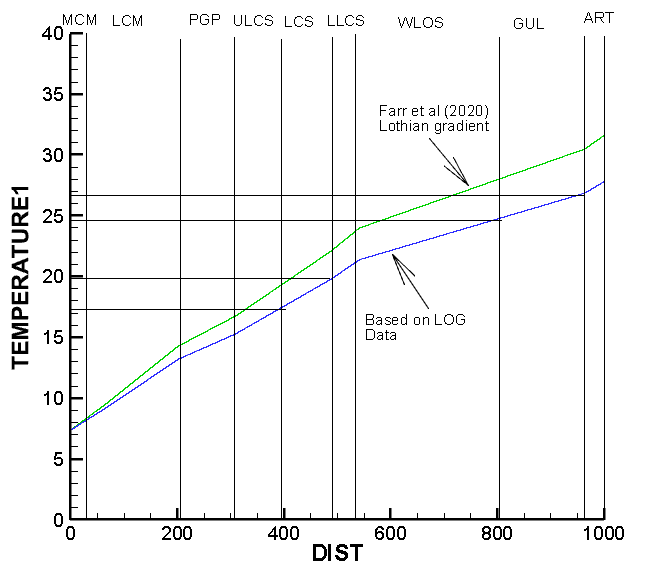 MCM LCM PGP ULCS LCS LLCS WLOS GUL ART
40
35
30
25
20
15
10
5
0
TEMPERATURE1
Farr et al (2020)
Lothian gradient
Based on LOG
Data
0 200 400 600 800 1000
DIST